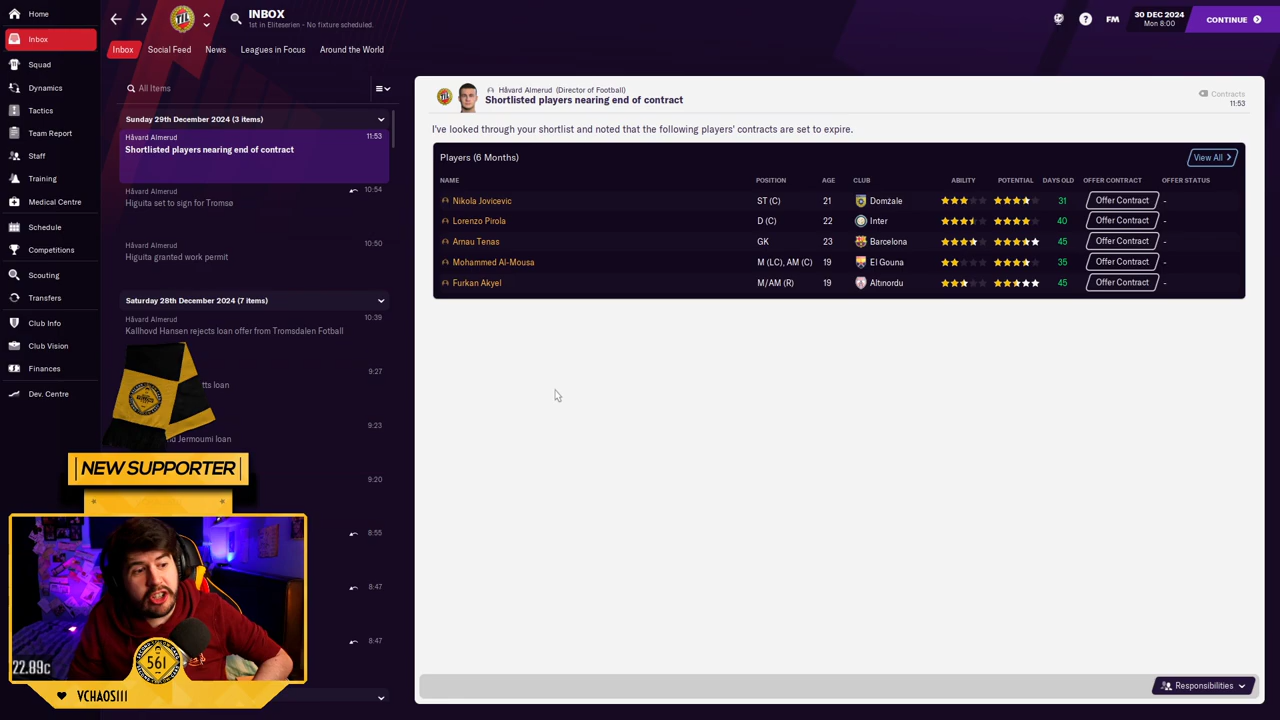 Home
Inbox
Squad
Dynamics
Tactics
Team Report
Staff
Training
Medical Centre
Schedule
Competitions
Scouting
Transfers
Club Info
Club Vision
Finances
Dev. Centre
TIL
INBOX
1st in Eliteserien - No fixture scheduled.
FM
30 DEC 2024
Mon 8:00
CONTINUE
Inbox Social Feed News Leagues in Focus Around the World
All Items
Sunday 29th December 2024 (3 items)
Håvard Almerud 11:53
Shortlisted players nearing end of contract
Håvard Almerud 10:54
Higuita set to sign for Tromsø
Håvard Almerud 10:50
Higuita granted work permit
Saturday 28th December 2024 (7 items)
Håvard Almerud 10:39
Kallhovd Hansen rejects loan offer from Tromsdalen Fotball
9:27
tts loan
9:23
d Jermoumi loan
9:20
8:55
8:47
8:47
Håvard Almerud (Director of Football)
Shortlisted players nearing end of contract
Contracts
11:53
I've looked through your shortlist and noted that the following players' contracts are set to expire.
Players (6 Months) View All
NAME POSITION AGE CLUB ABILITY POTENTIAL DAYS OLD OFFER CONTRACT OFFER STATUS
Nikola Jovicevic ST (C) 21 Domžale 31 Offer Contract -
Lorenzo Pirola D (C) 22 Inter 40 Offer Contract -
Arnau Tenas GK 23 Barcelona 45 Offer Contract -
Mohammed Al-Mousa M (LC), AM (C) 19 El Gouna 35 Offer Contract -
Furkan Akyel M/AM (R) 19 Altınordu 45 Offer Contract -
Responsibilities
NEW SUPPORTER
22.89c
561
VCHAOSIII